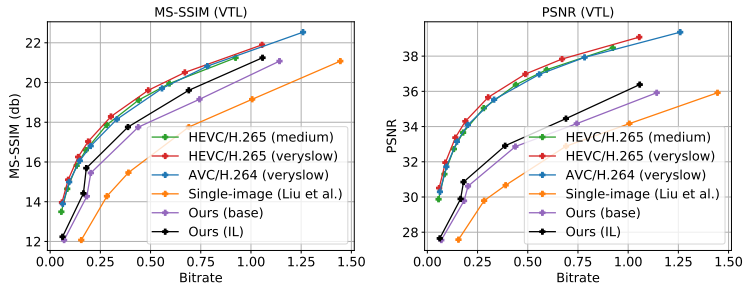 MS-SSIM (VTL)
MS-SSIM (db)
22
20
18
16
14
12
HEVC/H.265 (medium)
HEVC/H.265 (veryslow)
AVC/H.264 (veryslow)
Single-image (Liu et al.)
Ours (base)
Ours (IL)
0.00 0.25 0.50 0.75 1.00 1.25 1.50
Bitrate
PSNR (VTL)
PSNR
38
36
34
32
30
28
HEVC/H.265 (medium)
HEVC/H.265 (veryslow)
AVC/H.264 (veryslow)
Single-image (Liu et al.)
Ours (base)
Ours (IL)
0.00 0.25 0.50 0.75 1.00 1.25 1.50
Bitrate